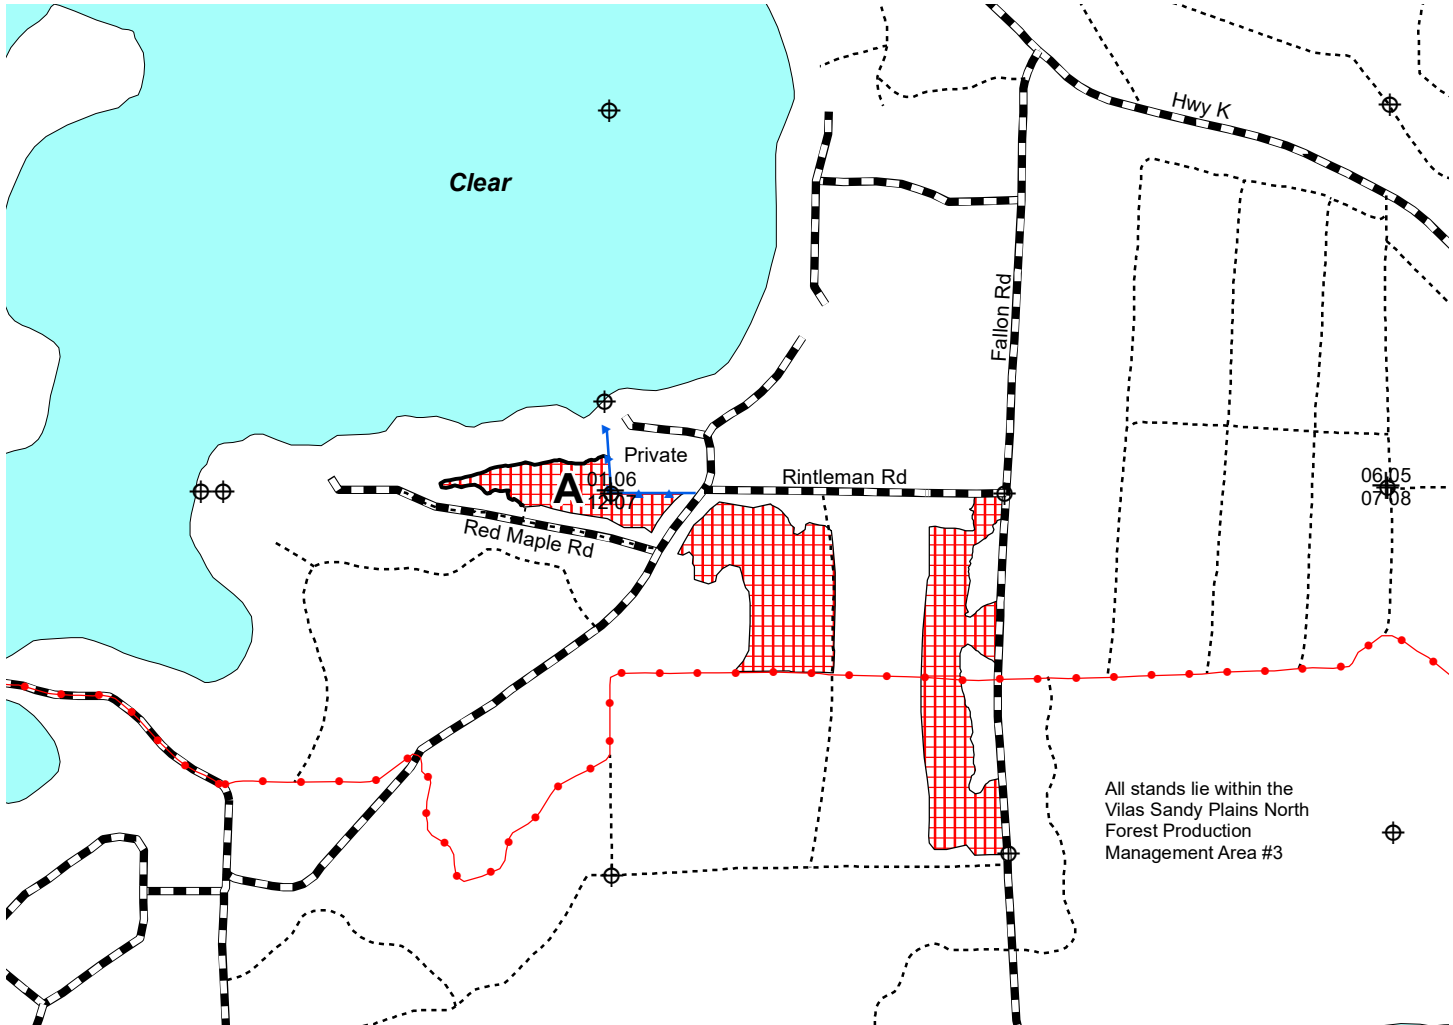 Hwy K
Clear
Fallon Rd
Private
Rintleman Rd
A
01 06
12 07
06 05
07 08
Red Maple Rd
All stands lie within the
Vilas Sandy Plains North
Forest Production
Management Area #3